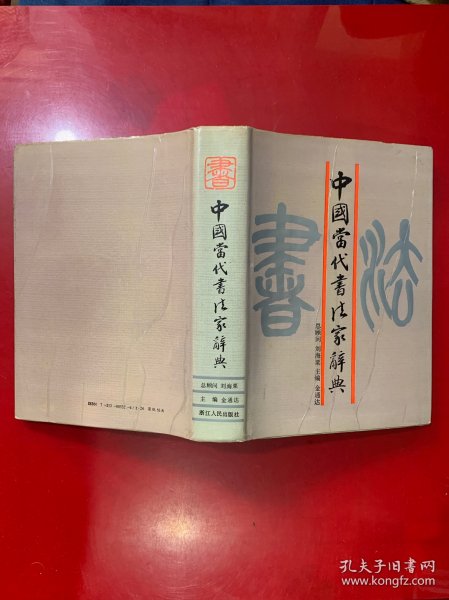 書
中國當代书法家辭典
总顾问 刘海粟
主编 金通达
浙江人民出版社
書法
中國當代书法家辭典
总顾问 刘海粟 主编 金通达
孔夫子旧书网
www.kongfz.com